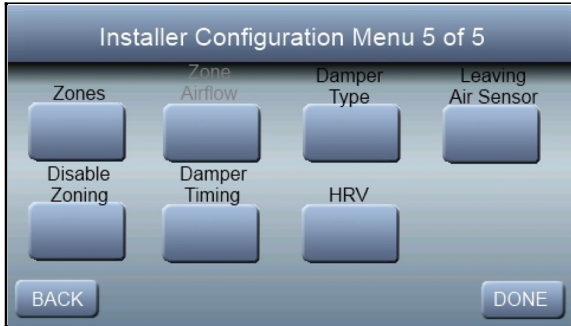 Installer Configuration Menu 5 of 5
Zones
Zone
Airflow
Damper
Type
Leaving
Air Sensor
Disable
Zoning
Damper
Timing
HRV
BACK
DONE